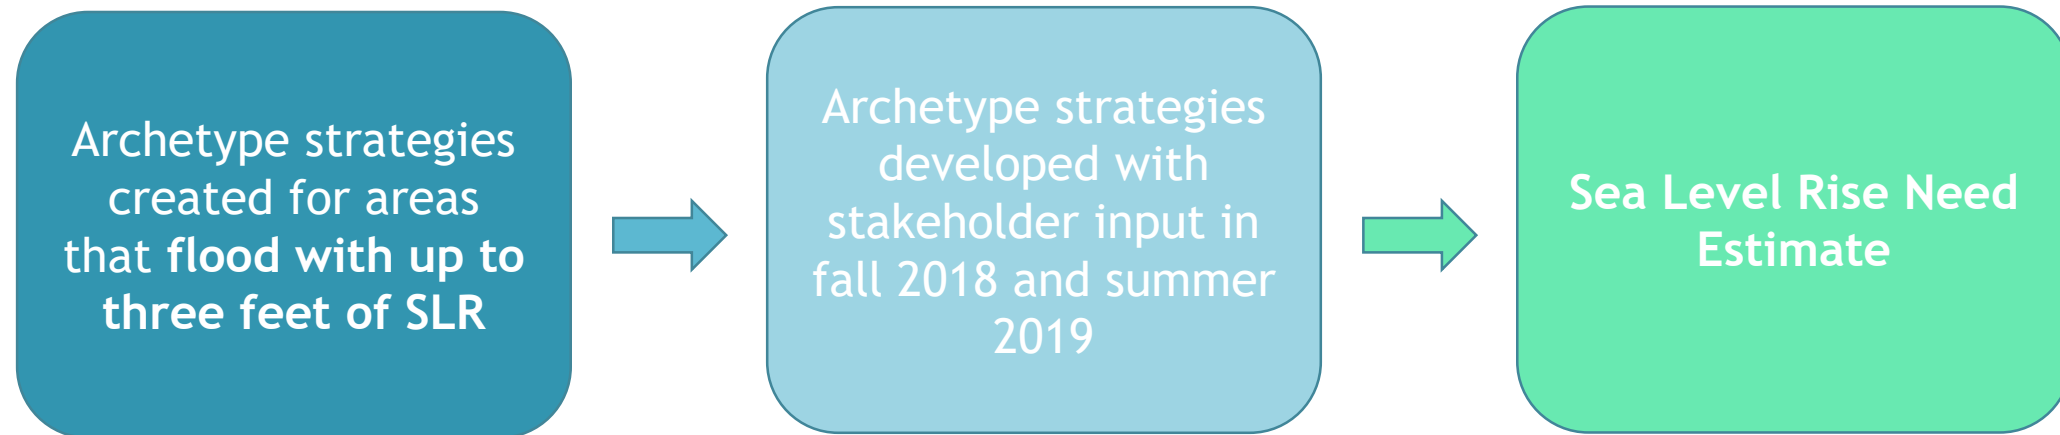 Archetype strategies
created for areas
that flood with up to
three feet of SLR
Archetype strategies
developed with
stakeholder input in
fall 2018 and summer
2019
Sea Level Rise Need
Estimate